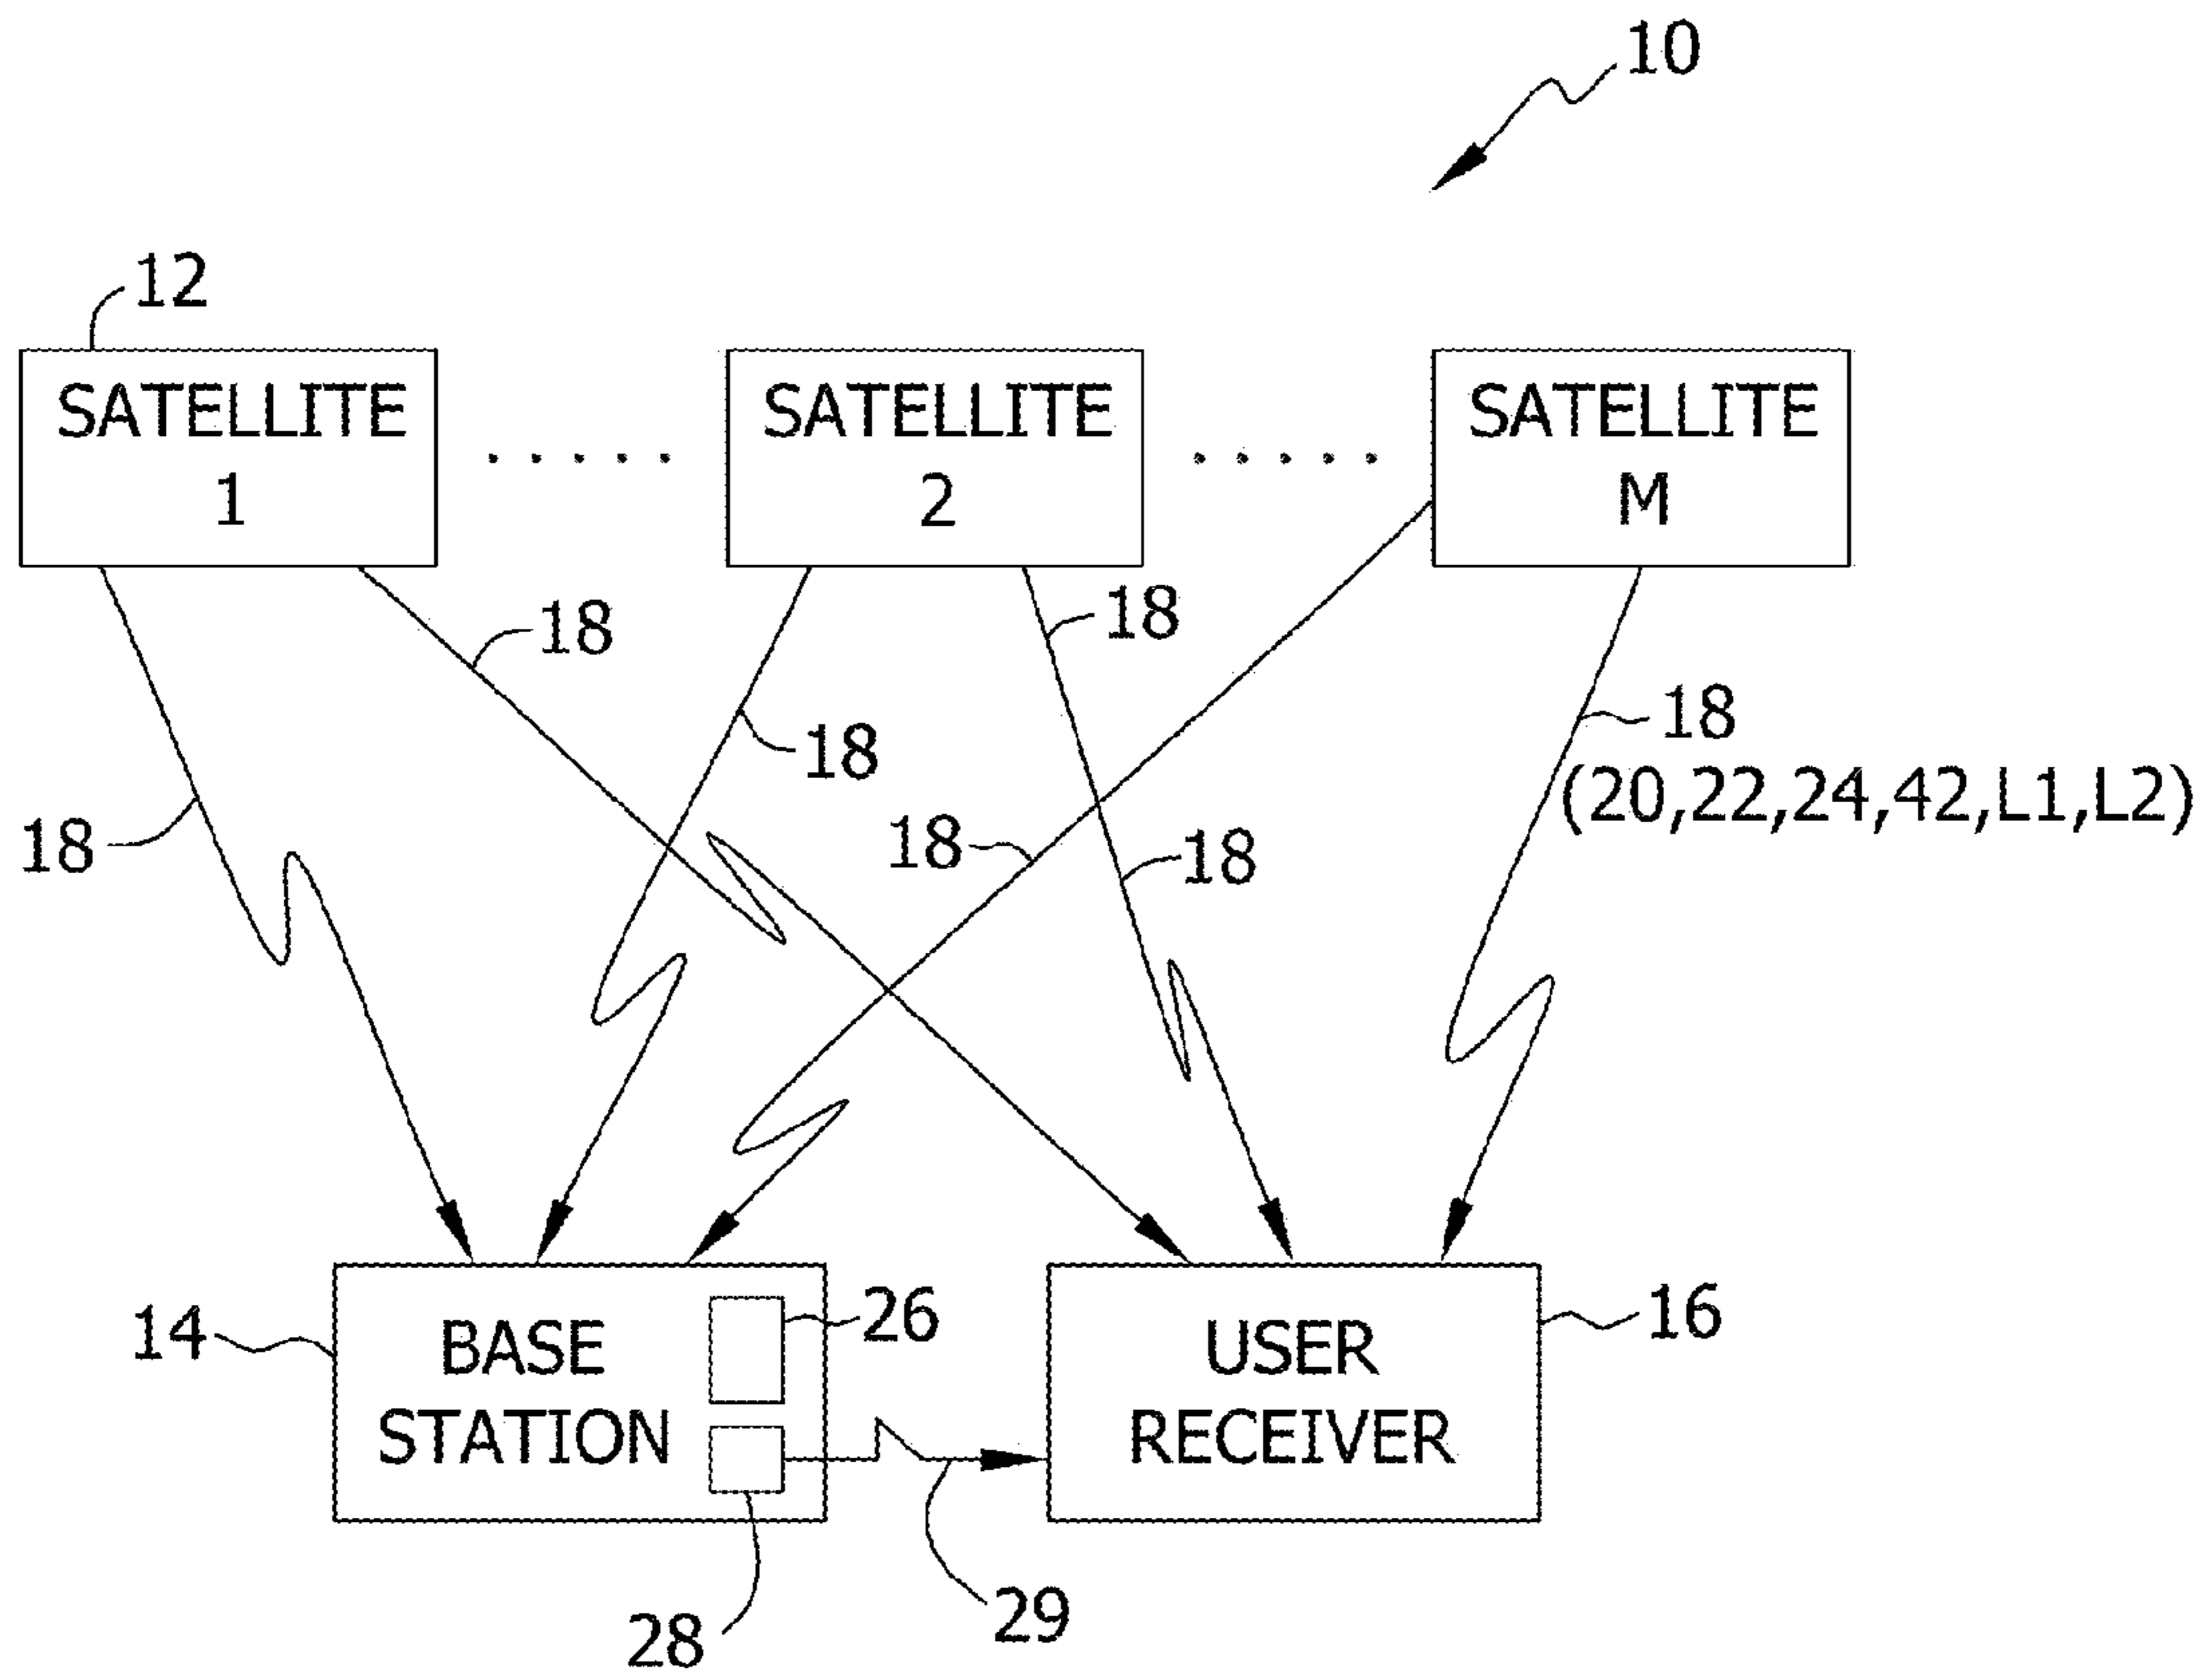 10
12
SATELLITE
1
. . . . .
SATELLITE
2
. . . . .
SATELLITE
M
18
18
18
18
(20,22,24,42,L1,L2)
18
18
18
14
BASE
STATION
26
USER
RECEIVER
16
28
29